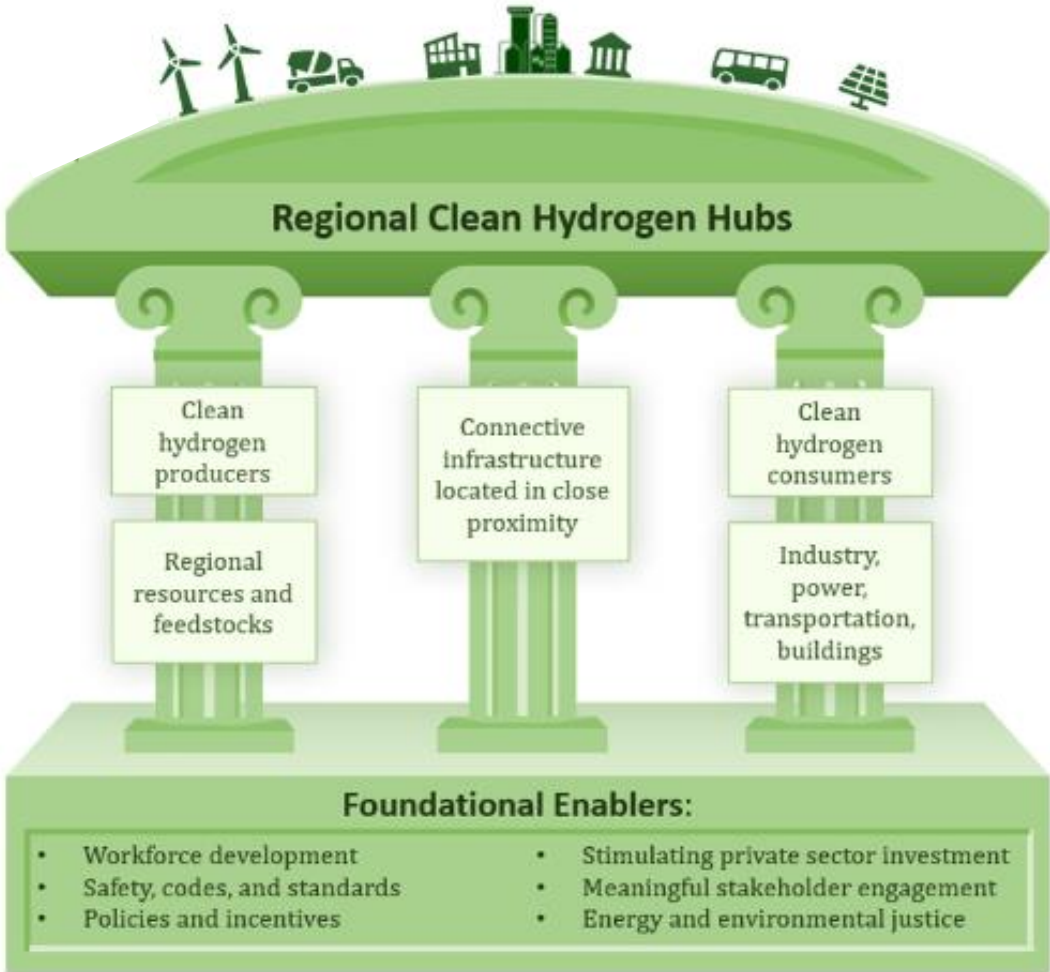 Regional Clean Hydrogen Hubs
Clean
hydrogen
producers
Regional
resources and
feedstocks
Connective
infrastructure
located in close
proximity
Clean
hydrogen
consumers
Industry,
power,
transportation,
buildings
Foundational Enablers:
• Workforce development
• Safety, codes, and standards
• Policies and incentives
• Stimulating private sector investment
• Meaningful stakeholder engagement
• Energy and environmental justice